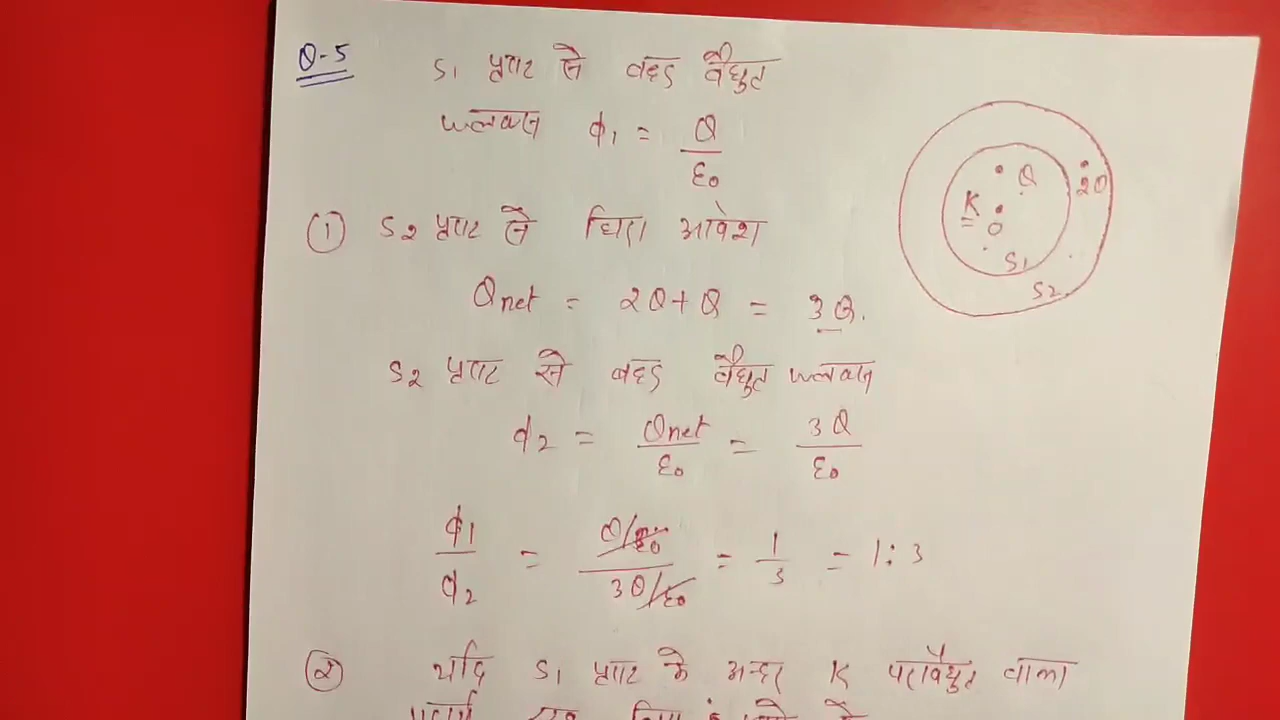 Q-5
S₁ पृष्ठ से बद्ध वैद्युत
फ्लक्स ϕ₁ = Q/ε₀
① S₂ पृष्ठ से घिरा आवेश
Qnet = 2Q + Q = 3Q.
S₂ पृष्ठ से बद्ध वैद्युत फ्लक्स
ϕ₂ = Qnet/ε₀ = 3Q/ε₀
ϕ₁/ϕ₂ = (Q/ε₀)/(3Q/ε₀) = 1/3 = 1:3
② यदि S₁ पृष्ठ के अन्दर K परावैद्युत वाला
Q
2Q
K
O
S₁
S₂